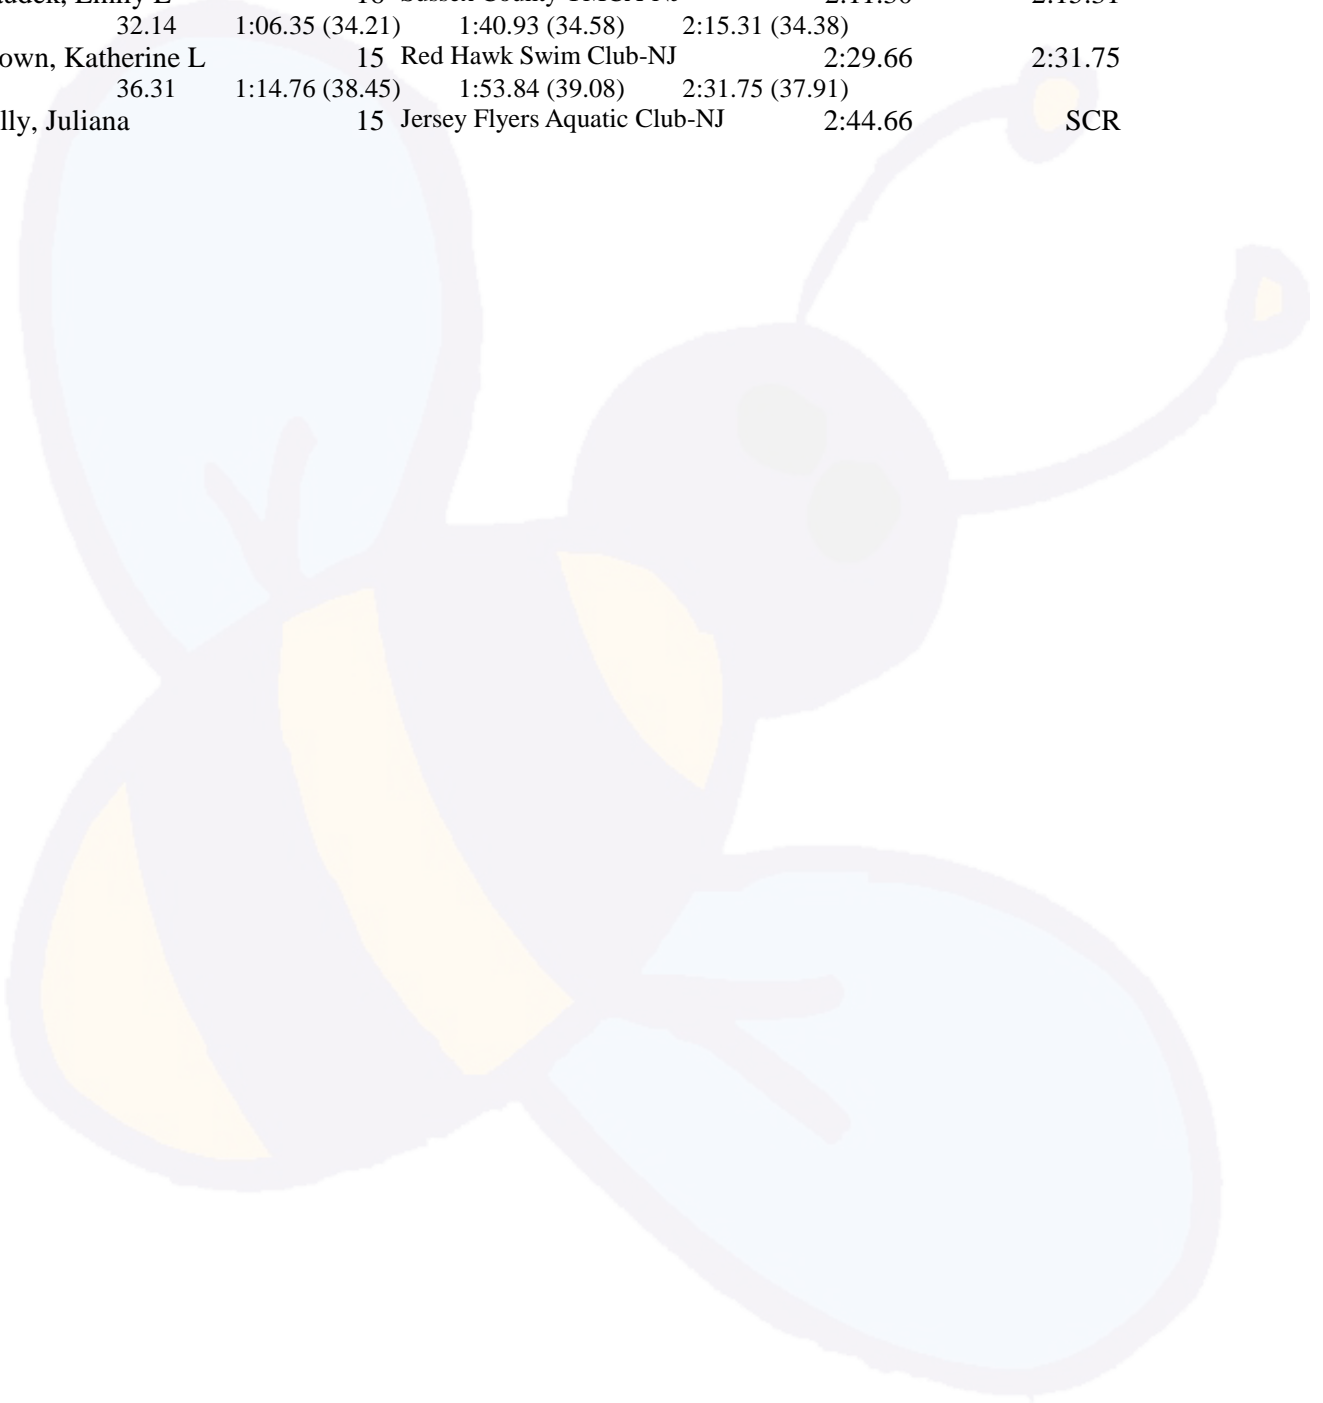 32.14 1:06.35 (34.21) 1:40.93 (34.58) 2:15.31 (34.38)
own, Katherine L 15 Red Hawk Swim Club-NJ 2:29.66 2:31.75
36.31 1:14.76 (38.45) 1:53.84 (39.08) 2:31.75 (37.91)
lly, Juliana 15 Jersey Flyers Aquatic Club-NJ 2:44.66 SCR